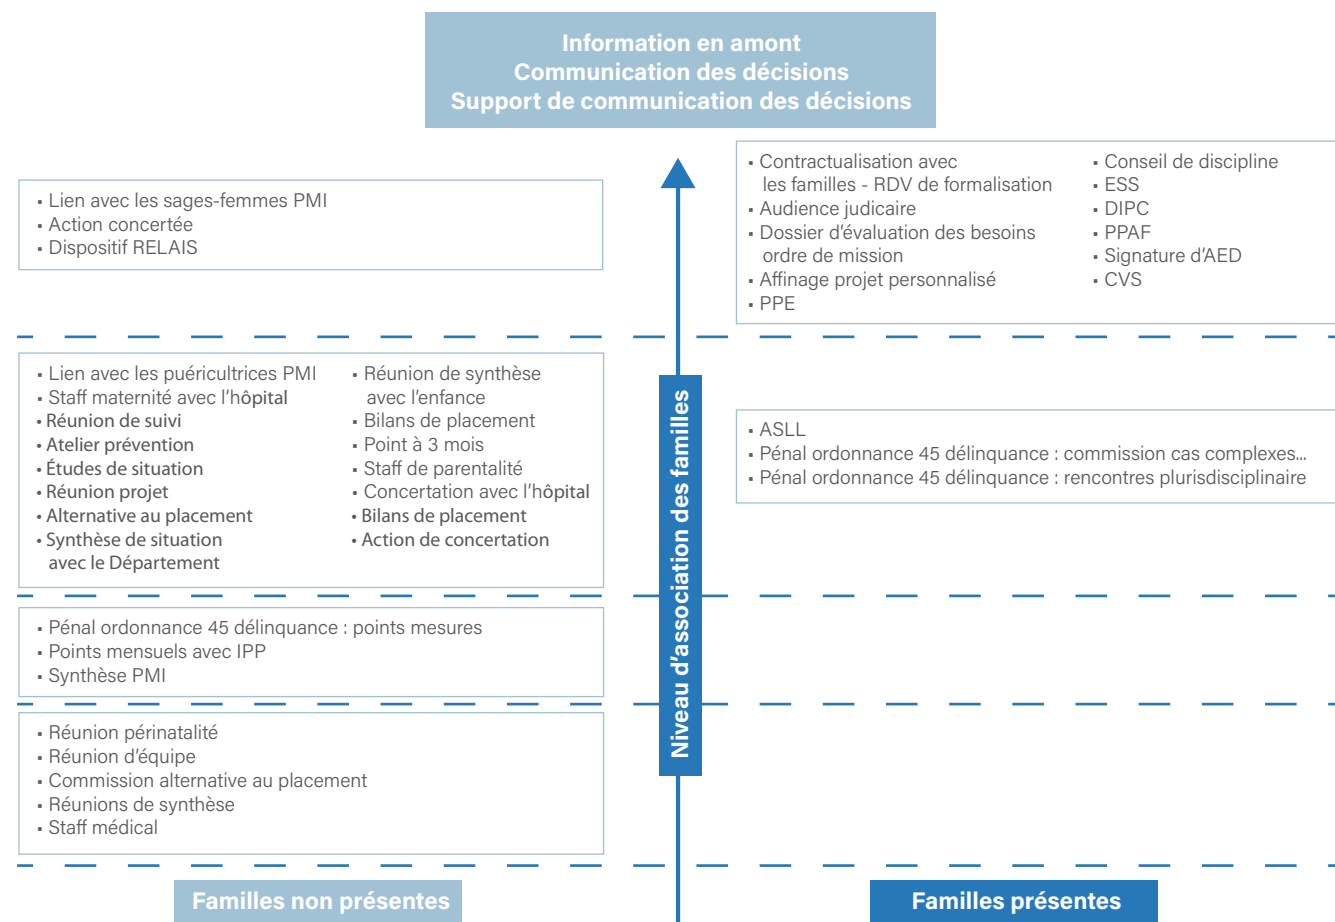 Information en amont
Communication des décisions
Support de communication des décisions
▪ Lien avec les sages-femmes PMI
▪ Action concertée
▪ Dispositif RELAIS
▪ Contractualisation avec
les familles - RDV de formalisation
▪ Audience judicaire
▪ Dossier d'évaluation des besoins
ordre de mission
▪ Affinage projet personnalisé
▪ PPE
▪ Conseil de discipline
▪ ESS
▪ DIPC
▪ PPAF
▪ Signature d'AED
▪ CVS
▪ Lien avec les puéricultrices PMI
▪ Staff maternité avec l'hôpital
• Réunion de suivi
• Atelier prévention
• Études de situation
• Réunion projet
• Alternative au placement
• Synthèse de situation
avec le Département
▪ Réunion de synthèse
avec l'enfance
▪ Bilans de placement
▪ Point à 3 mois
▪ Staff de parentalité
▪ Concertation avec l'hôpital
• Bilans de placement
• Action de concertation
Niveau d'association des familles
▪ ASLL
▪ Pénal ordonnance 45 délinquance : commission cas complexes...
▪ Pénal ordonnance 45 délinquance : rencontres plurisdisciplinaire
▪ Pénal ordonnance 45 délinquance : points mesures
▪ Points mensuels avec IPP
▪ Synthèse PMI
▪ Réunion périnatalité
▪ Réunion d'équipe
▪ Commission alternative au placement
▪ Réunions de synthèse
▪ Staff médical
Familles non présentes
Familles présentes